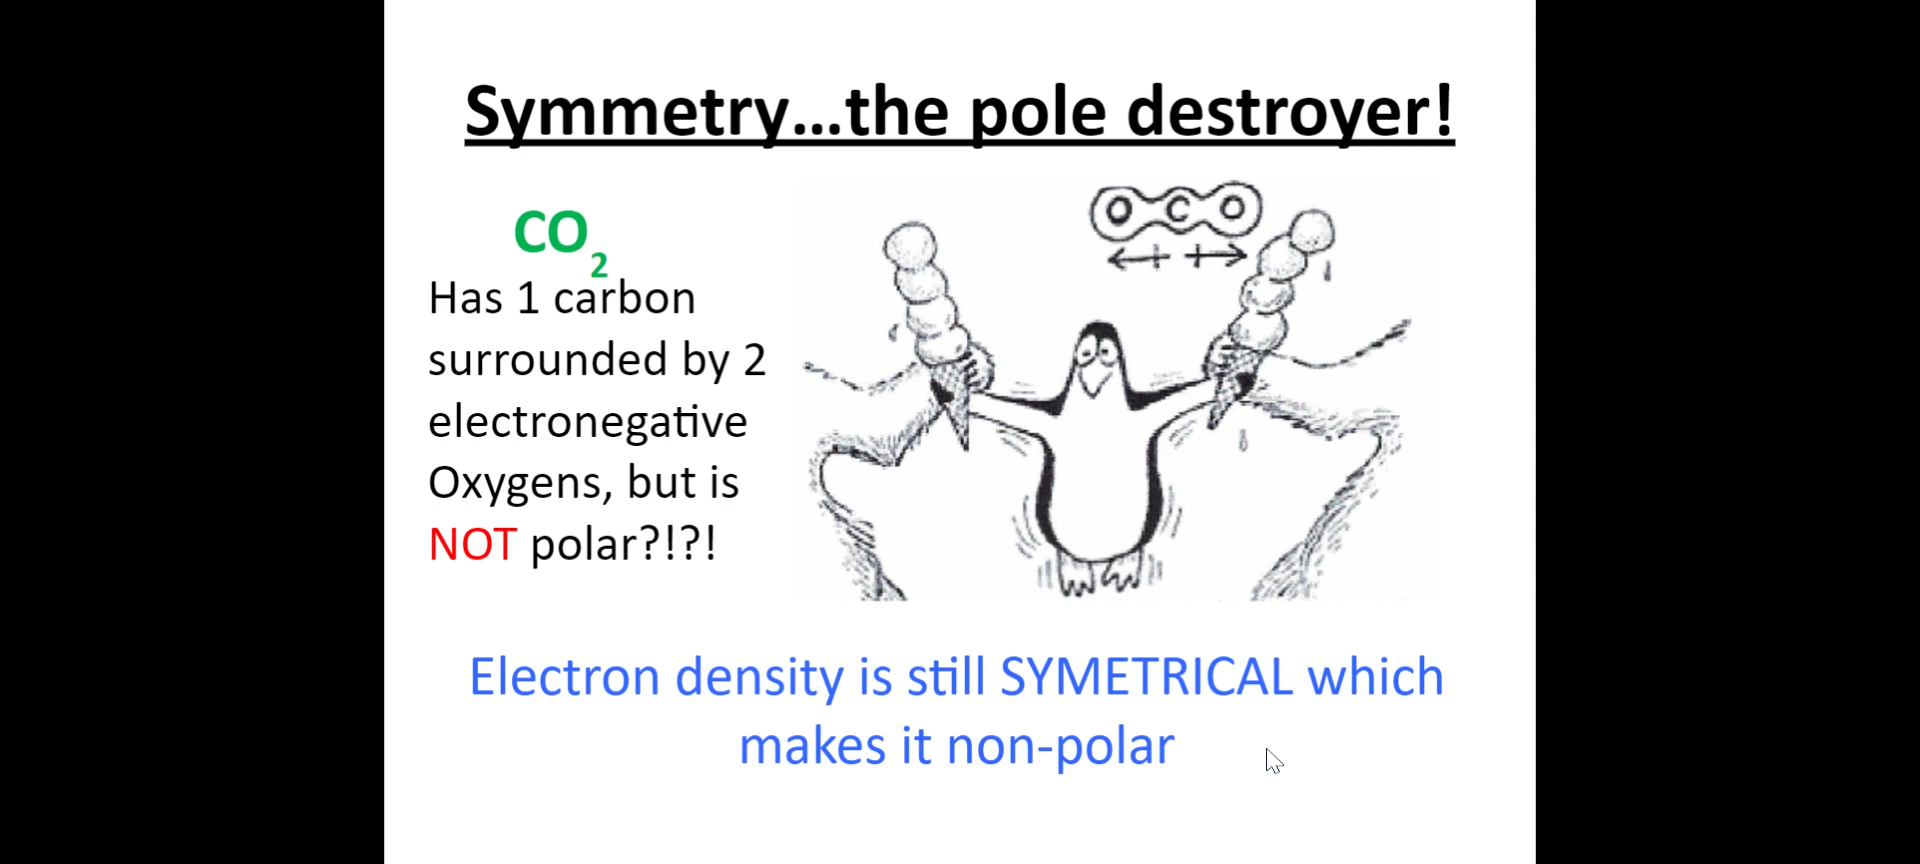 Symmetry...the pole destroyer!
CO2
Has 1 carbon
surrounded by 2
electronegative
Oxygens, but is
NOT polar?!?!
O C O
Electron density is still SYMETRICAL which
makes it non-polar